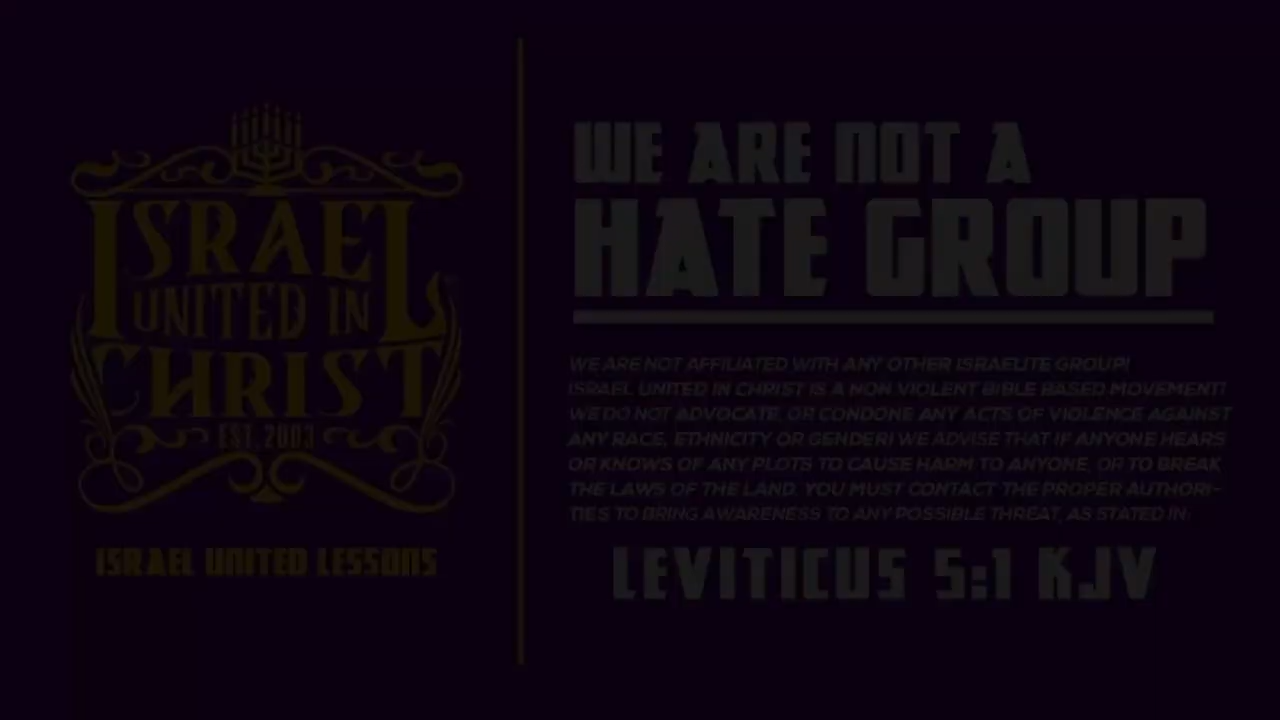 ISRAEL
UNITED IN
CHRIST
EST. 2003
ISRAEL UNITED LESSONS
WE ARE NOT A
HATE GROUP
WE ARE NOT AFFILIATED WITH ANY OTHER ISRAELITE GROUP!
ISRAEL UNITED IN CHRIST IS A NON VIOLENT BIBLE BASED MOVEMENT!
WE DO NOT ADVOCATE, OR CONDONE ANY ACTS OF VIOLENCE AGAINST
ANY RACE, ETHNICITY OR GENDER! WE ADVISE THAT IF ANYONE HEARS
OR KNOWS OF ANY PLOTS TO CAUSE HARM TO ANYONE, OR TO BREAK
THE LAWS OF THE LAND, YOU MUST CONTACT THE PROPER AUTHORI-
TIES TO BRING AWARENESS TO ANY POSSIBLE THREAT, AS STATED IN:
LEVITICUS 5:1 KJV